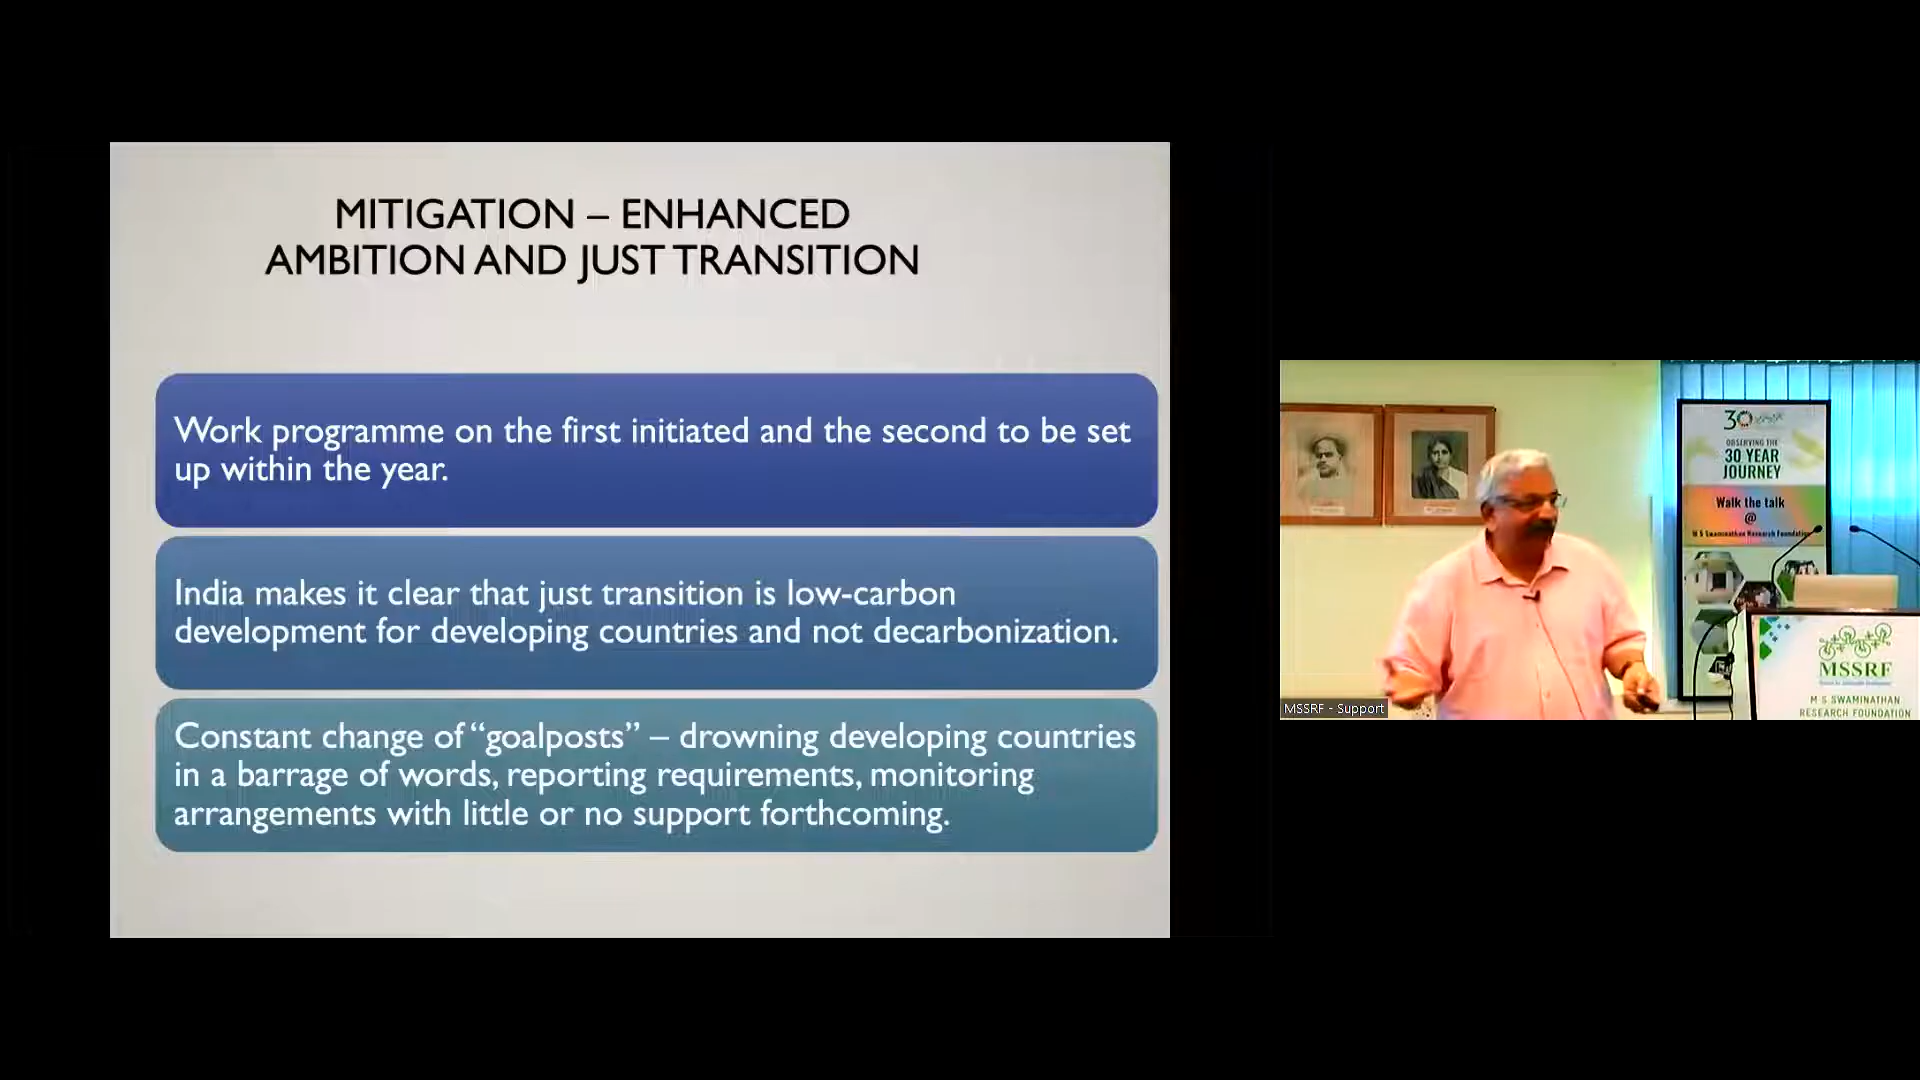 MITIGATION – ENHANCED
AMBITION AND JUST TRANSITION
Work programme on the first initiated and the second to be set
up within the year.
India makes it clear that just transition is low-carbon
development for developing countries and not decarbonization.
Constant change of “goalposts” – drowning developing countries
in a barrage of words, reporting requirements, monitoring
arrangements with little or no support forthcoming.
30
OBSERVING THE
30 YEAR
JOURNEY
Walk the talk
@
M S Swaminathan Research Foundation
MSSRF
M S SWAMINATHAN
RESEARCH FOUNDATION
MSSRF - Support